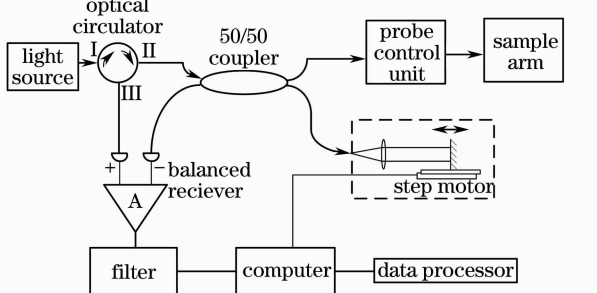 optical
circulator
I
II
III
light
source
50/50
coupler
probe
control
unit
sample
arm
+
−
balanced
reciever
A
step motor
filter
computer
data processor